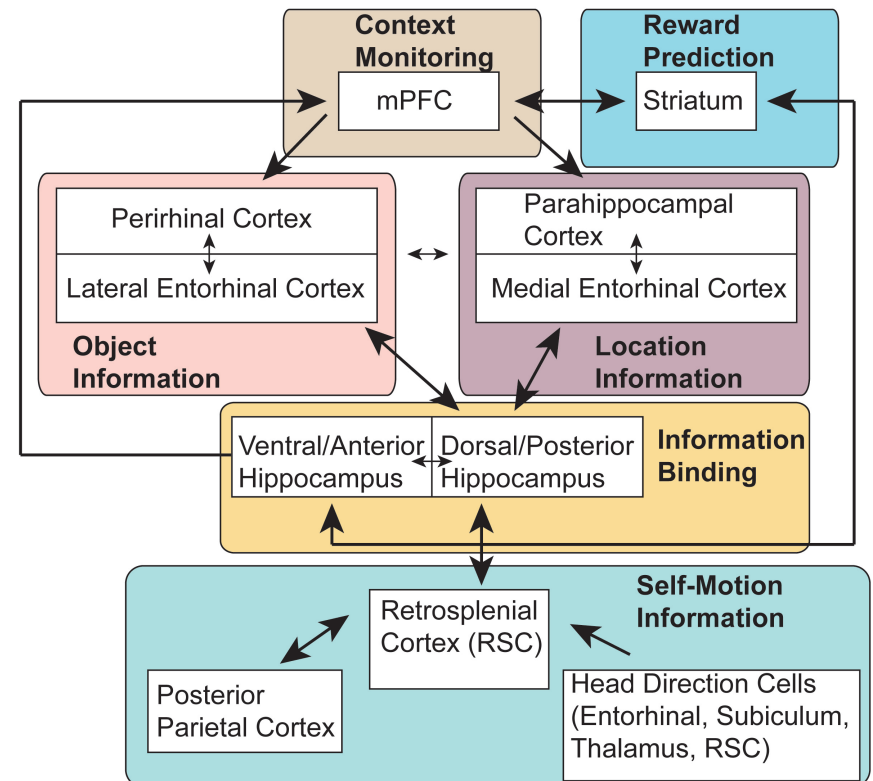 Context
Monitoring
mPFC
Reward
Prediction
Striatum
Perirhinal Cortex
Lateral Entorhinal Cortex
Object
Information
Parahippocampal
Cortex
Medial Entorhinal Cortex
Location
Information
Ventral/Anterior
Hippocampus
Dorsal/Posterior
Hippocampus
Information
Binding
Self-Motion
Information
Retrosplenial
Cortex (RSC)
Posterior
Parietal Cortex
Head Direction Cells
(Entorhinal, Subiculum,
Thalamus, RSC)